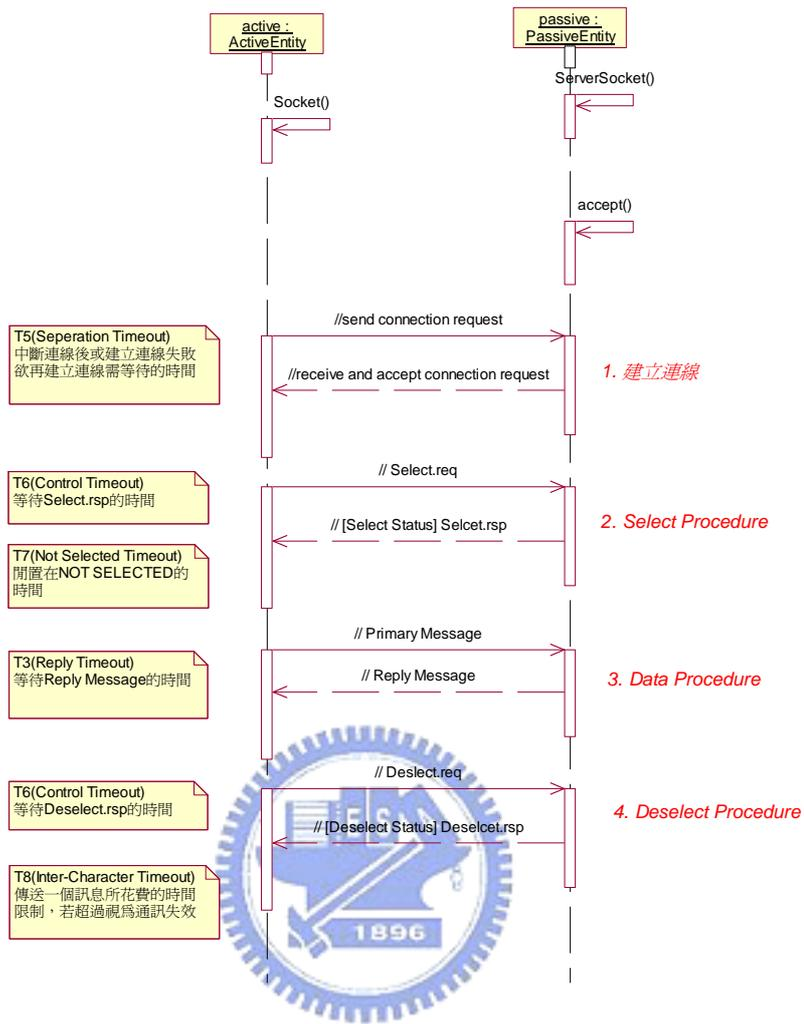 active :
ActiveEntity
passive :
PassiveEntity
ServerSocket()
Socket()
accept()
//send connection request
T5(Seperation Timeout)
中斷連線後或建立連線失敗
欲再建立連線需等待的時間
//receive and accept connection request
1. 建立連線
// Select.req
T6(Control Timeout)
等待Select.rsp的時間
// [Select Status] Selcet.rsp
2. Select Procedure
T7(Not Selected Timeout)
閒置在NOT SELECTED的
時間
// Primary Message
T3(Reply Timeout)
等待Reply Message的時間
// Reply Message
3. Data Procedure
// Deslect.req
T6(Control Timeout)
等待Deselect.rsp的時間
// [Deselect Status] Deselcet.rsp
4. Deselect Procedure
T8(Inter-Character Timeout)
傳送一個訊息所花費的時間
限制，若超過視為通訊失效
1896